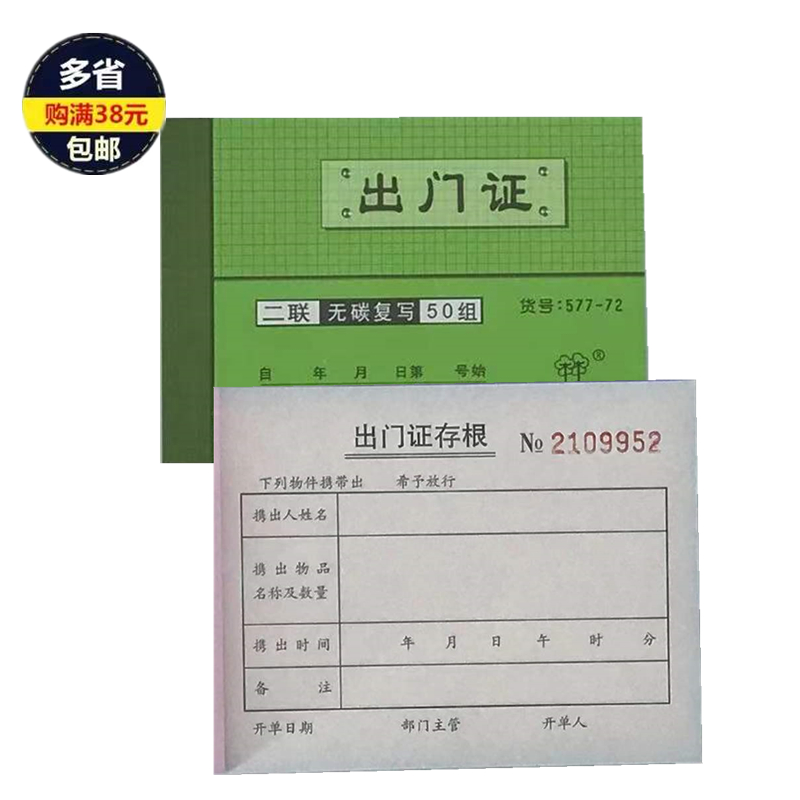 多省
购满38元
包邮
出门证
二联 无碳复写 50组 货号:577-72
自 年 月 日第 号始
林®
出门证存根 № 2109952
下列物件携带出 希予放行
携出人姓名
携出物品
名称及数量
携出时间 年 月 日 午 时 分
备注
开单日期 部门主管 开单人